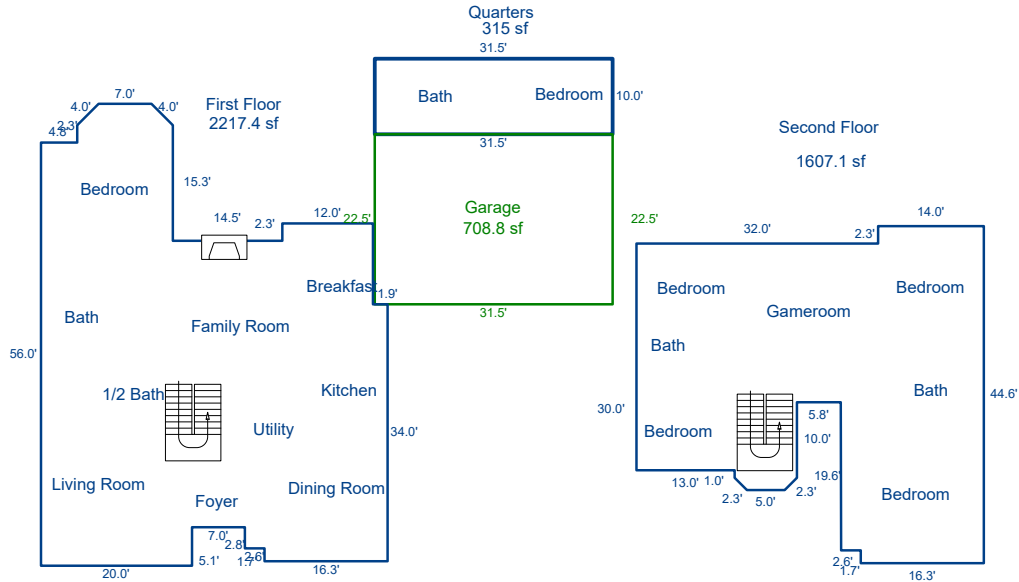 Quarters
315 sf
31.5'
Bath
Bedroom
10.0'
31.5'
7.0'
4.0'
4.0'
2.3'
4.8'
First Floor
2217.4 sf
Bedroom
15.3'
14.5'
2.3'
12.0'
22.5'
Garage
708.8 sf
22.5'
31.5'
Breakfast
1.9'
Bath
Family Room
56.0'
1/2 Bath
Kitchen
Utility
34.0'
Living Room
Foyer
Dining Room
7.0'
2.8'
5.1'
1.7'
2.6'
20.0'
16.3'
Second Floor
1607.1 sf
14.0'
32.0'
2.3'
Bedroom
Bedroom
Gameroom
Bath
Bath
44.6'
30.0'
5.8'
Bedroom
10.0'
13.0'
1.0'
19.6'
2.3'
5.0'
2.3'
Bedroom
2.6'
1.7'
16.3'